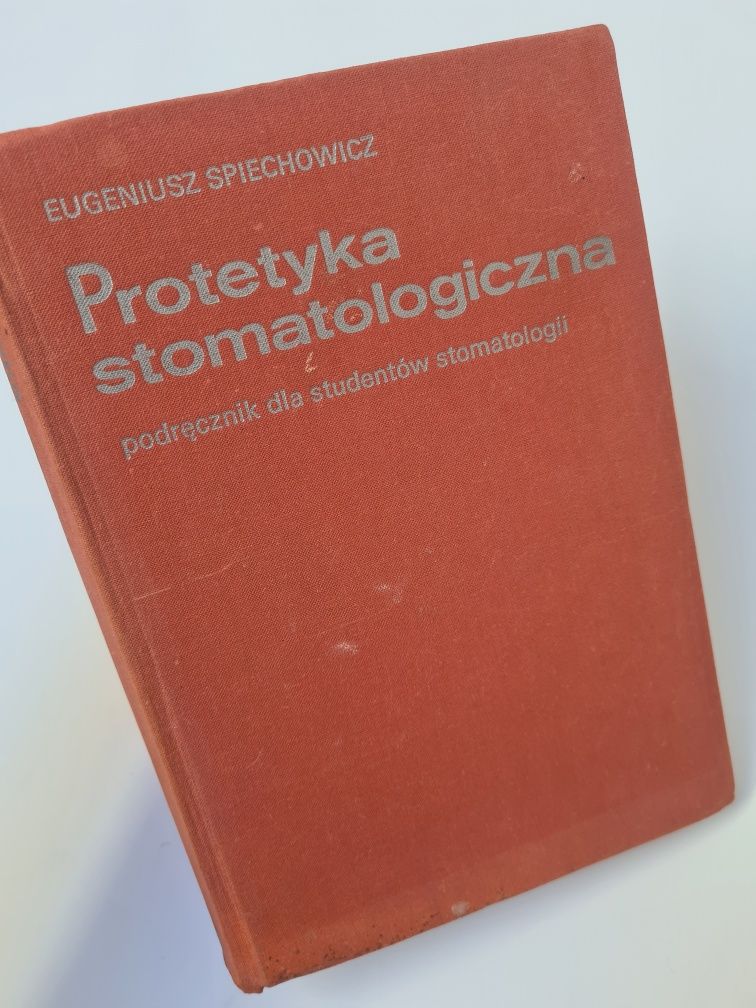 EUGENIUSZ SPIECHOWICZ
Protetyka
stomatologiczna
podręcznik dla studentów stomatologii